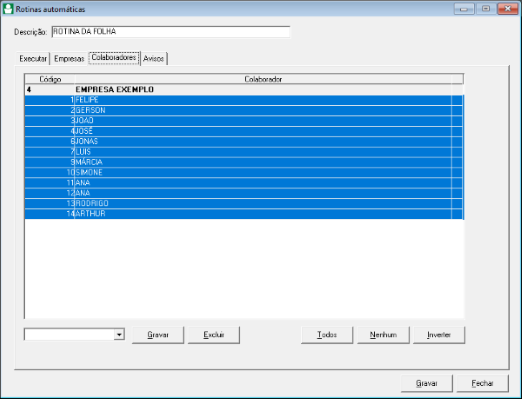 Rotinas automáticas
Descrição: ROTINA DA FOLHA
Executar Empresas Colaboradores Avisos
Código Colaborador
4 EMPRESA EXEMPLO
1 FELIPE
2 GERSON
3 JOAO
4 JOSÉ
6 JONAS
7 LUIS
9 MÁRCIA
10 SIMONE
11 ANA
12 ANA
13 RODRIGO
14 ARTHUR
Gravar Excluir Todos Nenhum Inverter
Gravar Fechar